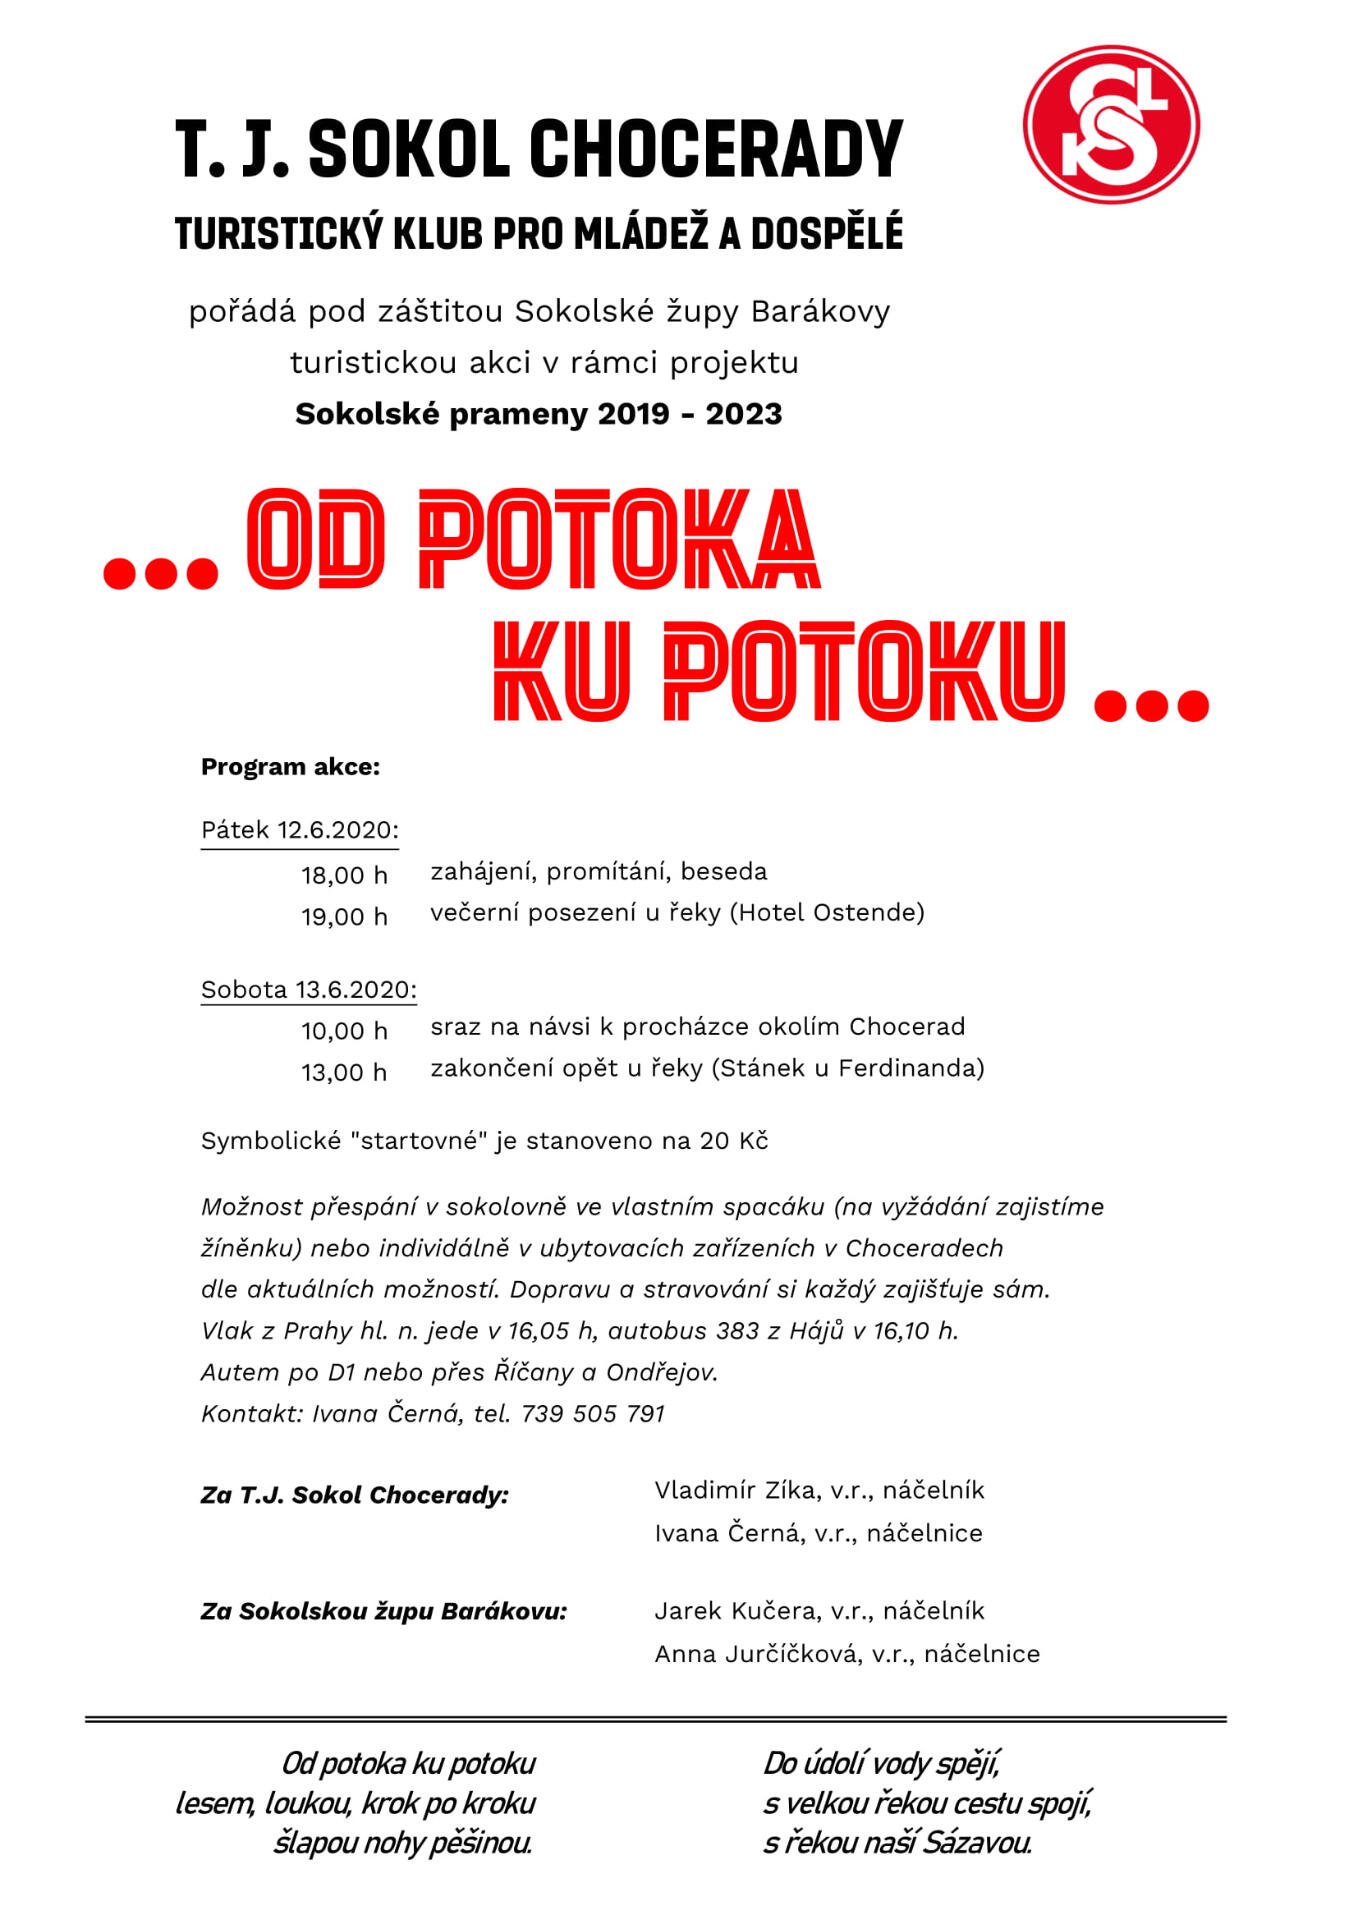 T. J. SOKOL CHOCERADY
SOKL
TURISTICKÝ KLUB PRO MLÁDEŽ A DOSPĚLÉ
pořádá pod záštitou Sokolské župy Barákovy
turistickou akci v rámci projektu
Sokolské prameny 2019 - 2023
... OD POTOKA
KU POTOKU ...
Program akce:
Pátek 12.6.2020:
18,00 h zahájení, promítání, beseda
19,00 h večerní posezení u řeky (Hotel Ostende)
Sobota 13.6.2020:
10,00 h sraz na návsi k procházce okolím Chocerad
13,00 h zakončení opět u řeky (Stánek u Ferdinanda)
Symbolické "startovné" je stanoveno na 20 Kč
Možnost přespání v sokolovně ve vlastním spacáku (na vyžádání zajistíme
žíněnku) nebo individálně v ubytovacích zařízeních v Choceradech
dle aktuálních možností. Dopravu a stravování si každý zajišťuje sám.
Vlak z Prahy hl. n. jede v 16,05 h, autobus 383 z Hájů v 16,10 h.
Autem po D1 nebo přes Říčany a Ondřejov.
Kontakt: Ivana Černá, tel. 739 505 791
Za T.J. Sokol Chocerady: Vladimír Zíka, v.r., náčelník
Ivana Černá, v.r., náčelnice
Za Sokolskou župu Barákovu: Jarek Kučera, v.r., náčelník
Anna Jurčíčková, v.r., náčelnice
Od potoka ku potoku
lesem, loukou, krok po kroku
šlapou nohy pěšinou.
Do údolí vody spějí,
s velkou řekou cestu spojí,
s řekou naší Sázavou.